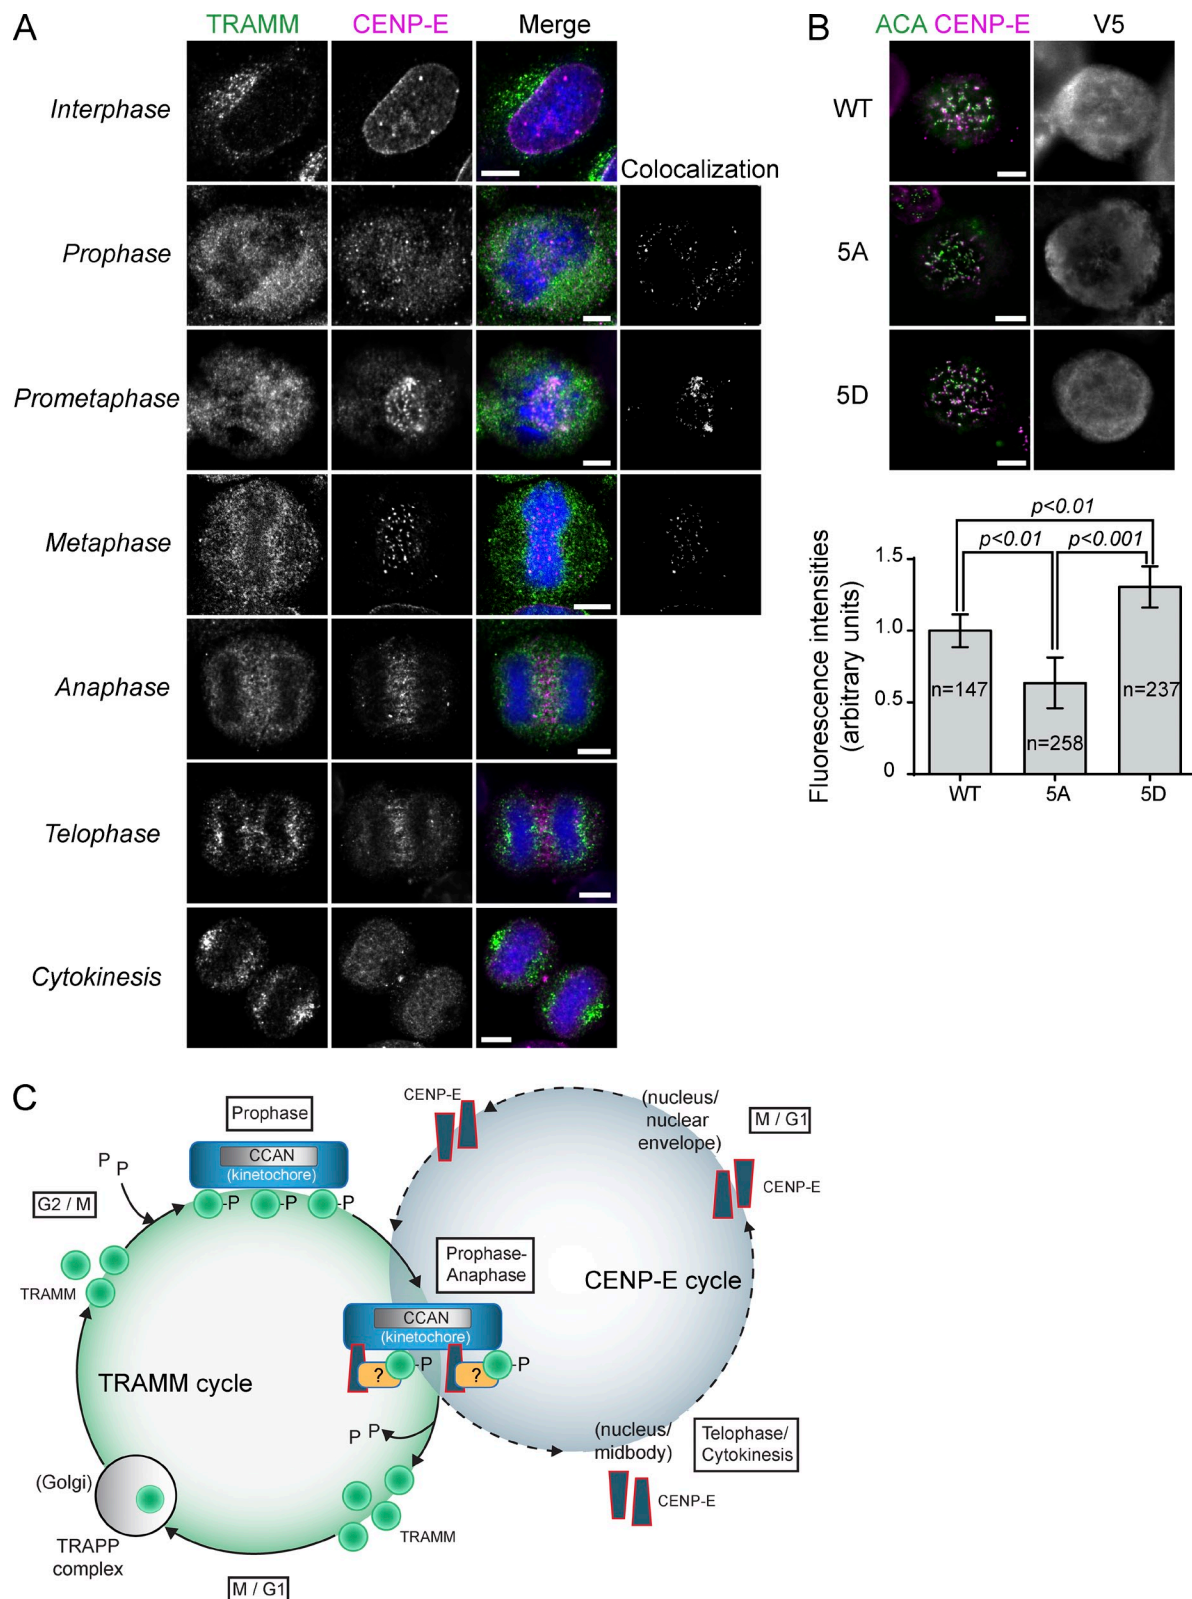 A
TRAMM CENP-E Merge
Interphase
Colocalization
Prophase
Prometaphase
Metaphase
Anaphase
Telophase
Cytokinesis
B
ACA CENP-E V5
WT
5A
5D
p<0.01
p<0.01 p<0.001
Fluorescence intensities
(arbitrary units)
1.5
1.0
0.5
0
n=147
n=258
n=237
WT 5A 5D
C
Prophase
CCAN
(kinetochore)
P P
-P -P -P
G2 / M
TRAMM
TRAMM cycle
(Golgi)
TRAPP
complex
M / G1
TRAMM
P P
CENP-E
(nucleus/
nuclear
envelope)
M / G1
CENP-E
Prophase-
Anaphase
CENP-E cycle
CCAN
(kinetochore)
? -P ? -P
(nucleus/
midbody)
Telophase/
Cytokinesis
CENP-E